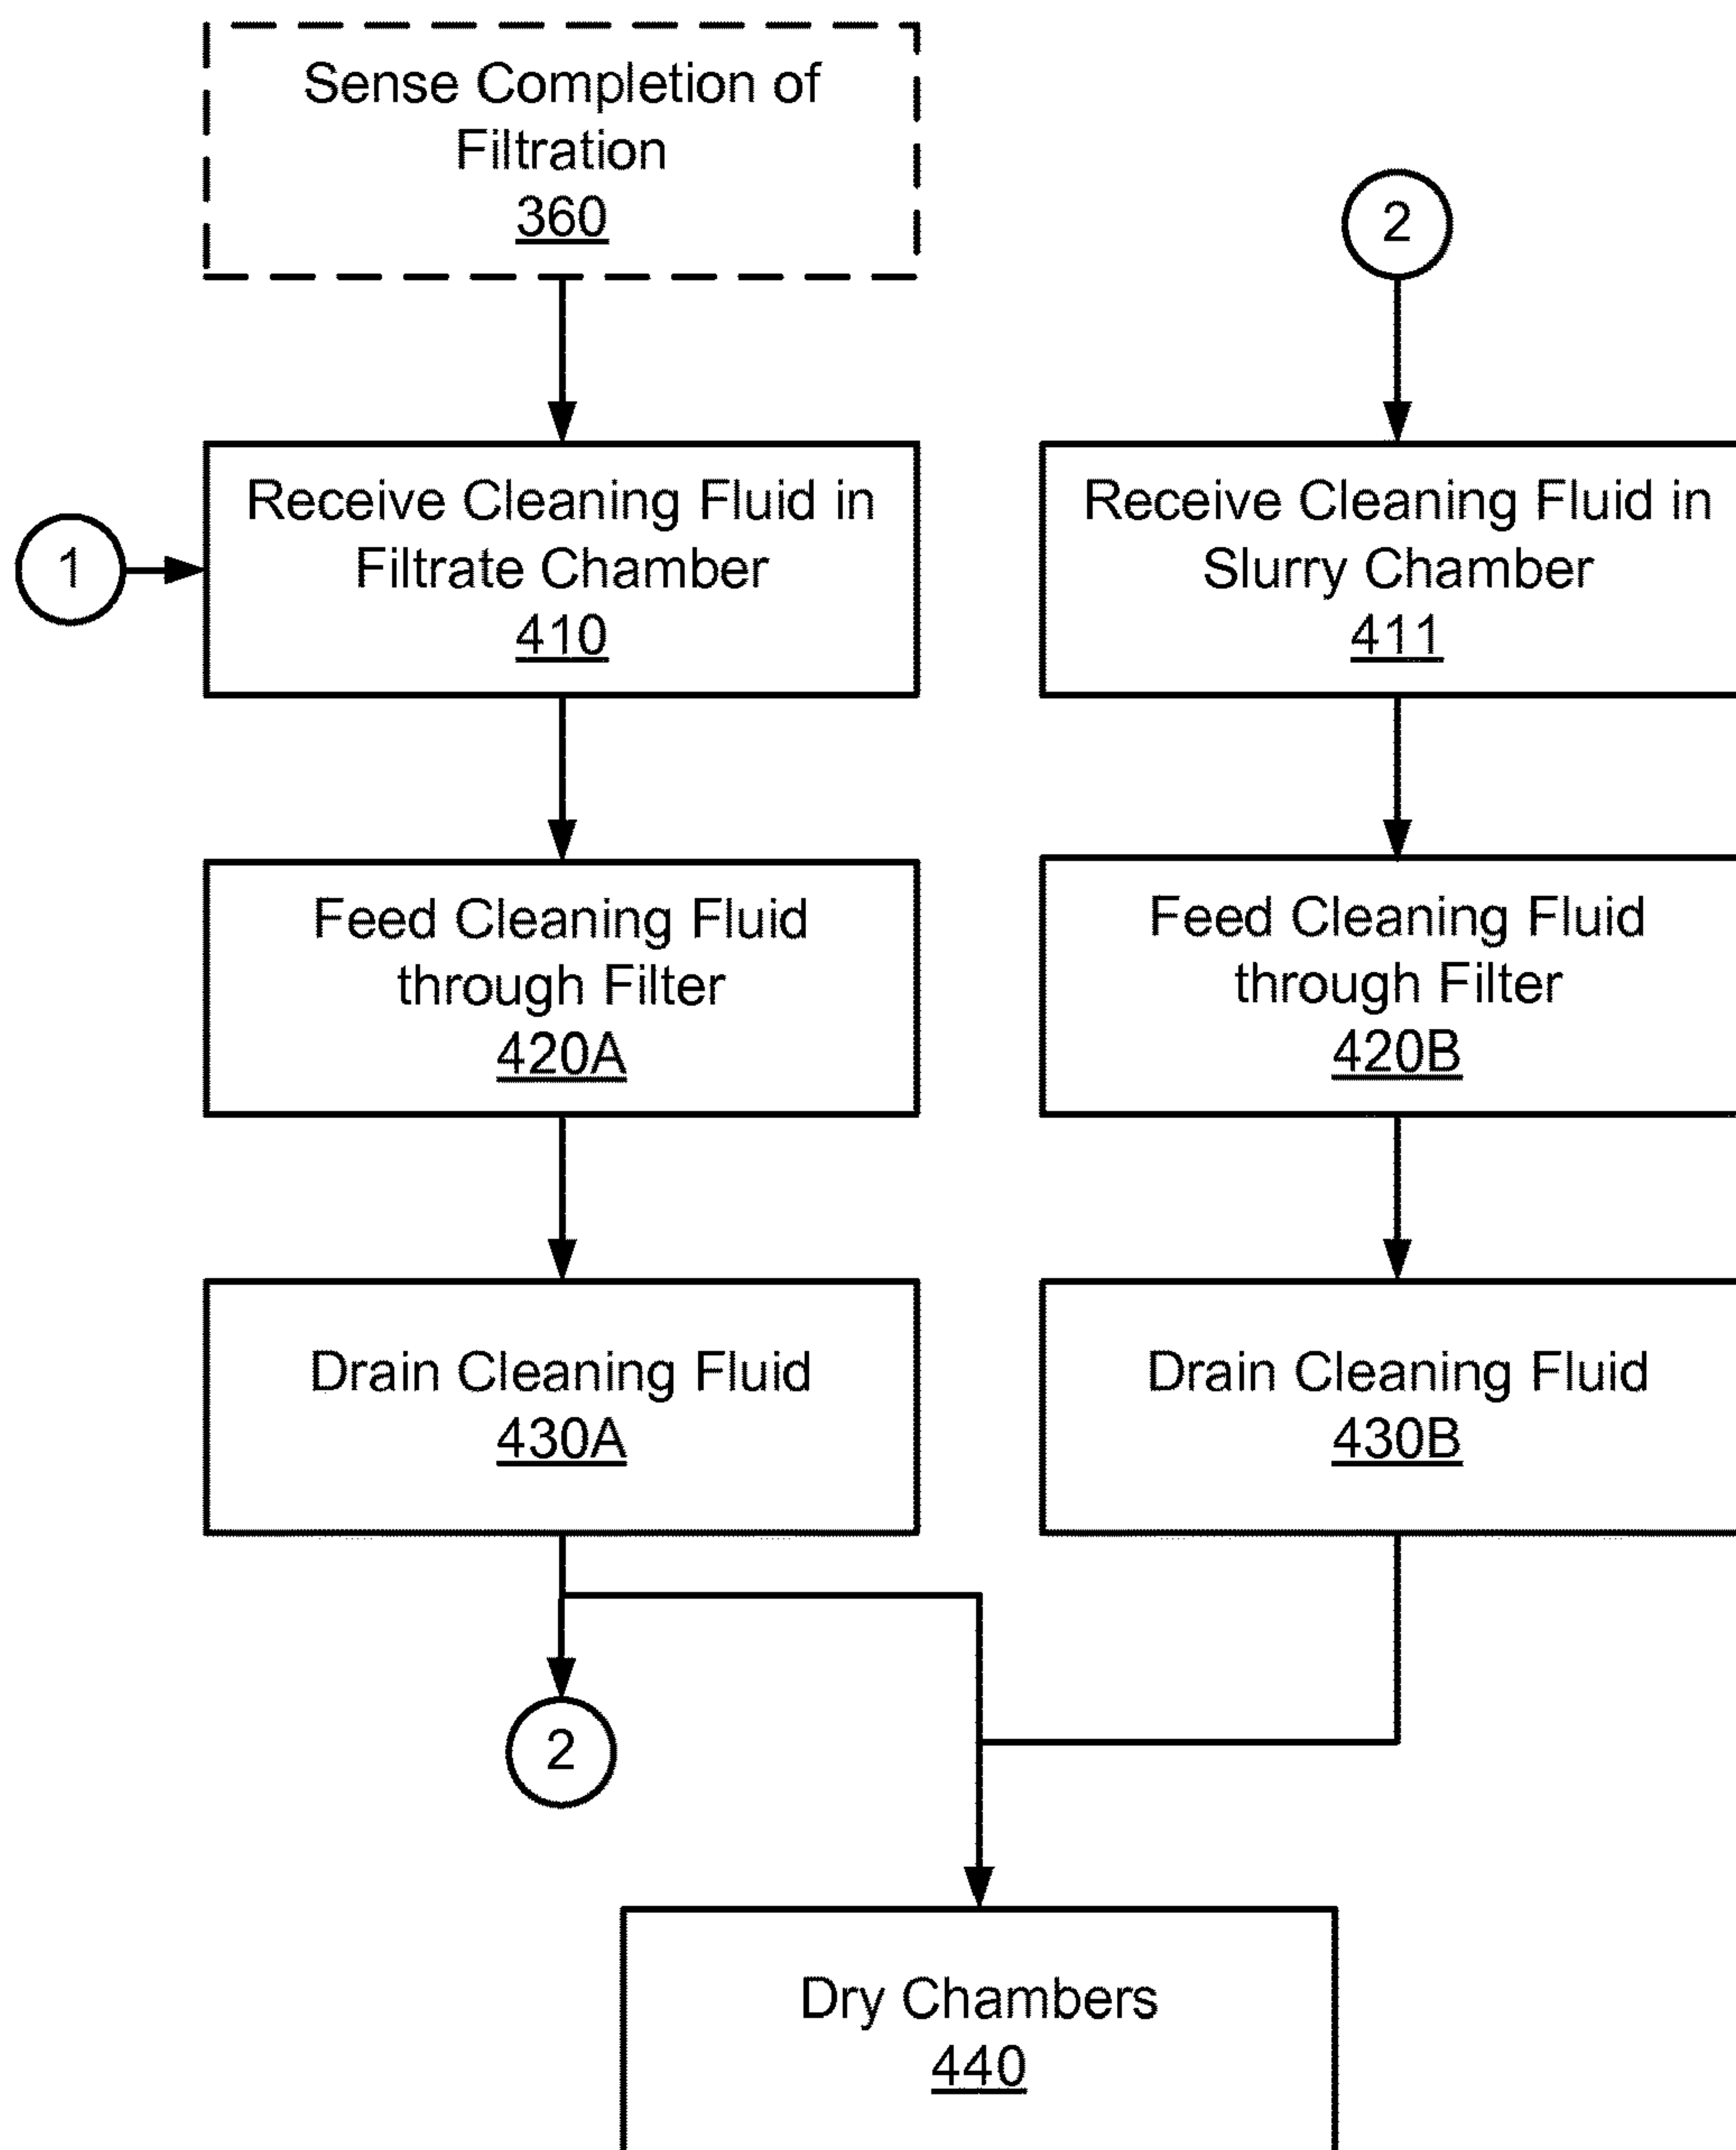 Sense Completion of
Filtration
360
2
1
Receive Cleaning Fluid in
Filtrate Chamber
410
Receive Cleaning Fluid in
Slurry Chamber
411
Feed Cleaning Fluid
through Filter
420A
Feed Cleaning Fluid
through Filter
420B
Drain Cleaning Fluid
430A
Drain Cleaning Fluid
430B
2
Dry Chambers
440